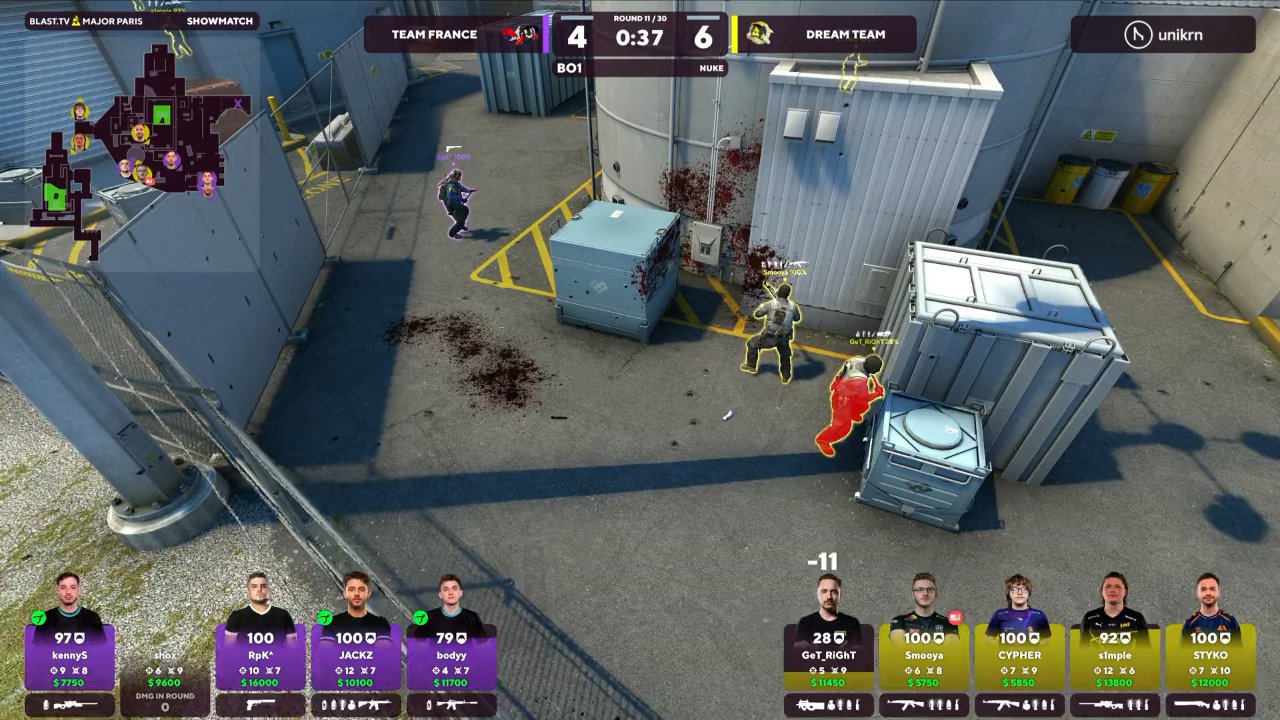 BLAST.TV MAJOR PARIS SHOWMATCH
s1mple 92%
TEAM FRANCE 4 ROUND 11 / 30 0:37 6 DREAM TEAM
BO1 NUKE
unikrn
A
X
B
RpK^ 100%
Smooya 100%
GeT_RiGhT 28%
-11
97 100 100 79 28 100 100 92 100
kennyS shox RpK^ JACKZ bodyy GeT_RiGhT Smooya CYPHER s1mple STYKO
9 8 6 9 10 7 12 7 4 7 5 9 6 8 7 9 12 6 7 10
$7750 $9600 $16000 $10100 $11700 $11450 $5750 $5850 $13800 $12000
DMG IN ROUND
0